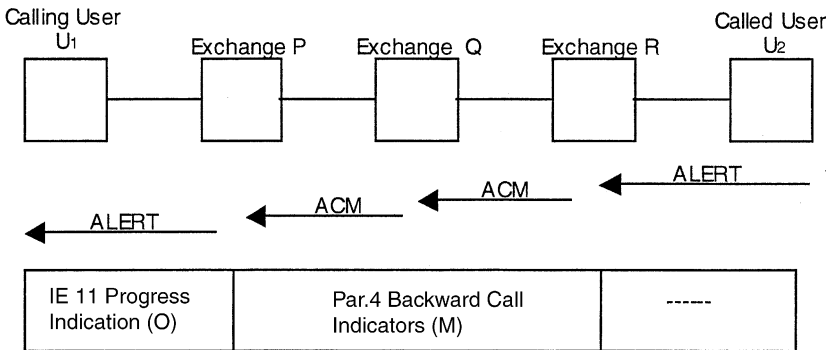 Calling User
U1
Exchange P
Exchange Q
Exchange R
Called User
U2
ALERT
ACM
ACM
ALERT
IE 11 Progress
Indication (O)
Par.4 Backward Call
Indicators (M)
------